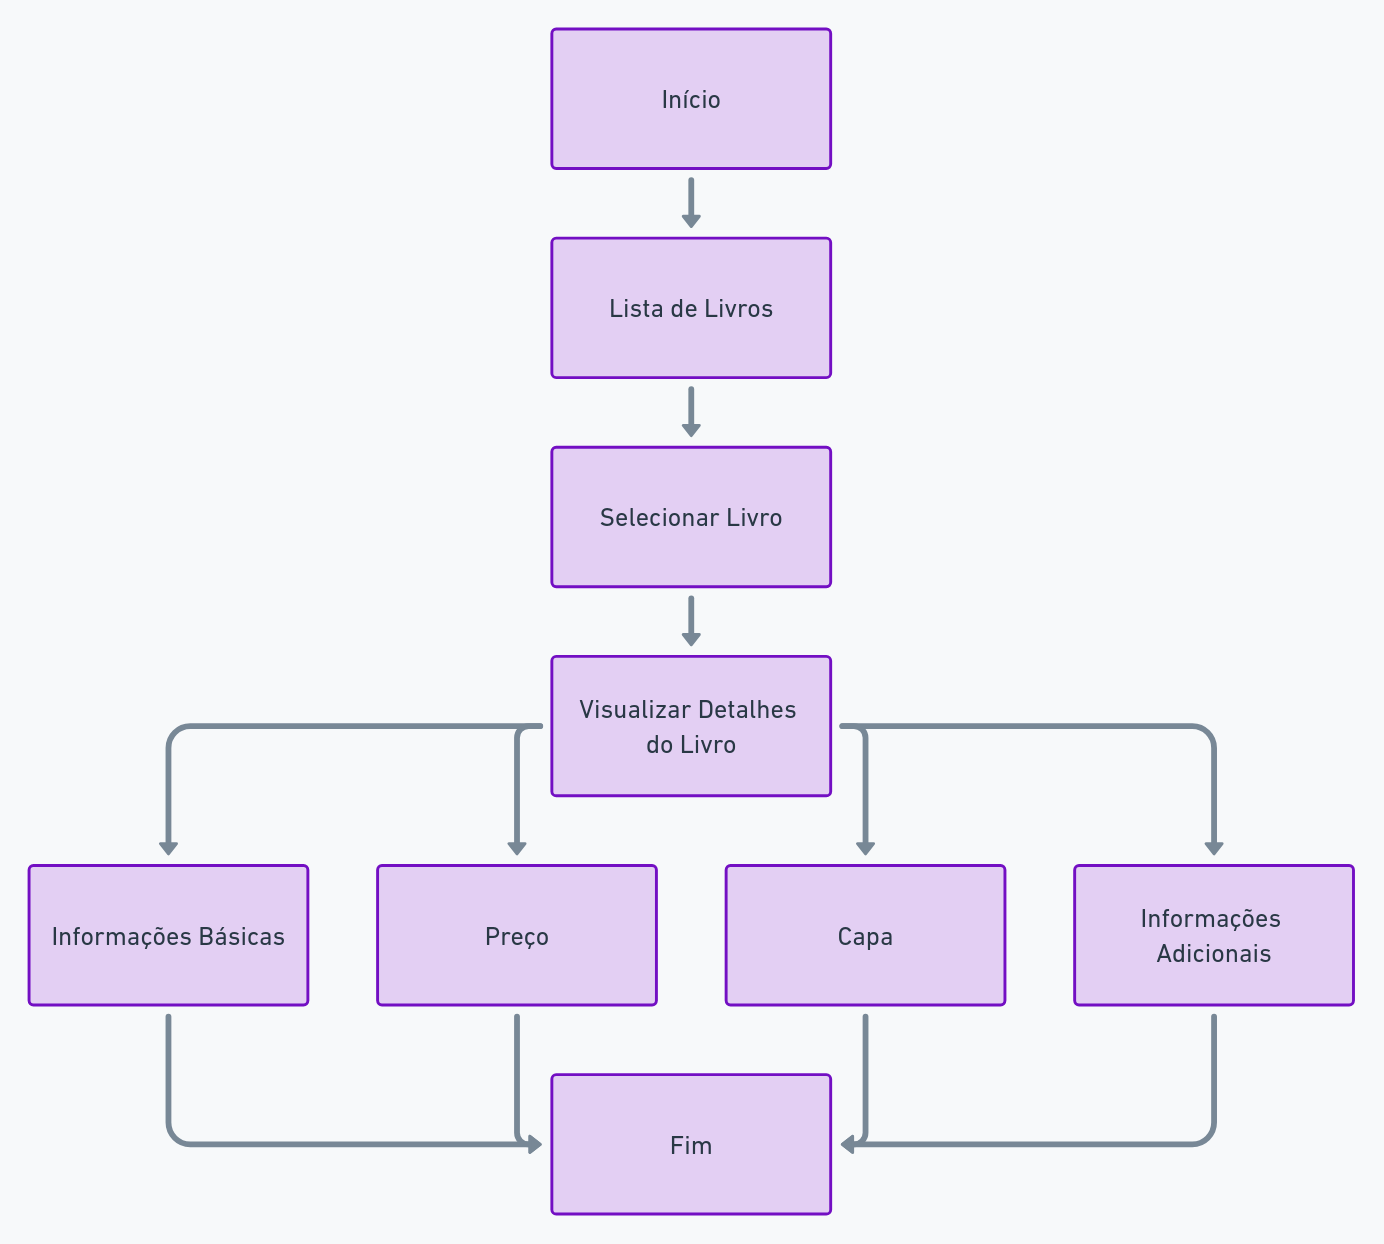 Início
Lista de Livros
Selecionar Livro
Visualizar Detalhes
do Livro
Informações Básicas
Preço
Capa
Informações
Adicionais
Fim